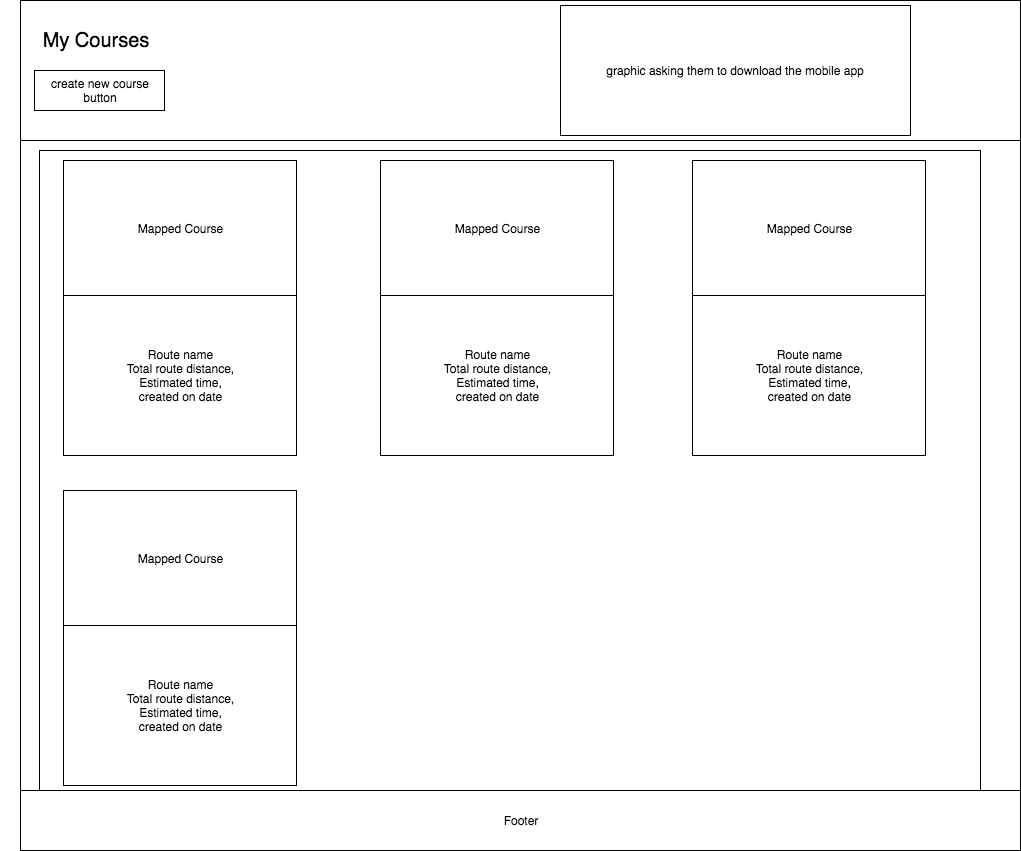 My Courses
create new course
button
graphic asking them to download the mobile app
Mapped Course
Mapped Course
Mapped Course
Route name
Total route distance,
Estimated time,
created on date
Route name
Total route distance,
Estimated time,
created on date
Route name
Total route distance,
Estimated time,
created on date
Mapped Course
Route name
Total route distance,
Estimated time,
created on date
Footer